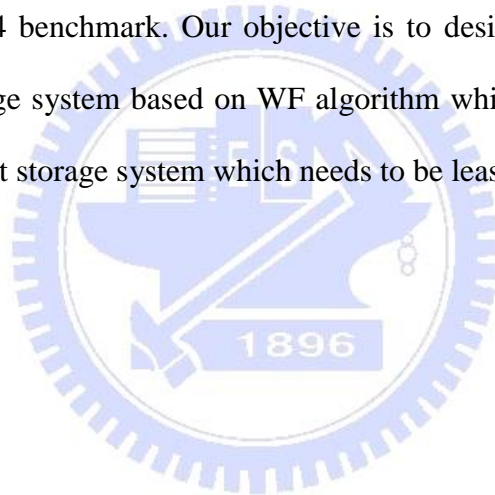 4 benchmark. Our objective is to desi
ge system based on WF algorithm whi
t storage system which needs to be leas
E S
1896